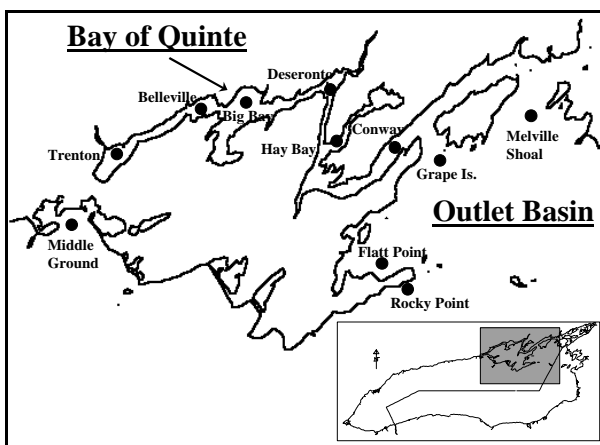 Bay of Quinte
Deseronto
Belleville
Big Bay
Trenton
Hay Bay
Conway
Melville
Shoal
Grape Is.
Outlet Basin
Middle
Ground
Flatt Point
Rocky Point